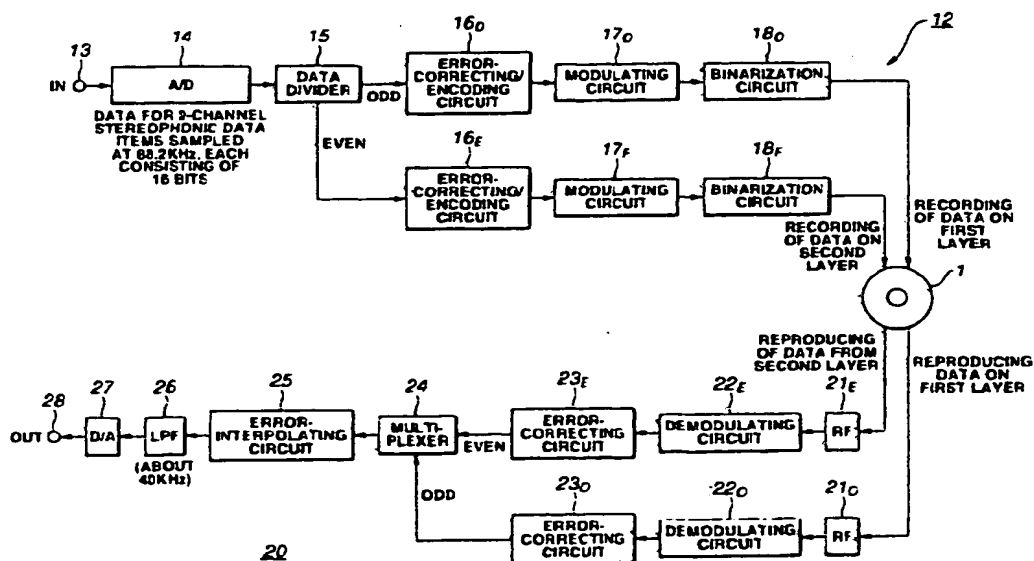 12
13
14
15
16O
17O
18O
IN
A/D
DATA
DIVIDER
ODD
ERROR-
CORRECTING/
ENCODING
CIRCUIT
MODULATING
CIRCUIT
BINARIZATION
CIRCUIT
DATA FOR 2-CHANNEL
STEREOPHONIC DATA
ITEMS SAMPLED
AT 88.2KHz, EACH
CONSISTING OF
16 BITS
EVEN
16E
17F
18F
ERROR-
CORRECTING/
ENCODING
CIRCUIT
MODULATING
CIRCUIT
BINARIZATION
CIRCUIT
RECORDING
OF DATA ON
SECOND
LAYER
RECORDING
OF DATA ON
FIRST
LAYER
1
REPRODUCING
OF DATA FROM
SECOND LAYER
REPRODUCING
DATA ON
FIRST LAYER
28
27
26
25
24
23E
22E
21E
OUT
D/A
LPF
(ABOUT
40KHz)
ERROR-
INTERPOLATING
CIRCUIT
MULTI-
PLEXER
EVEN
ERROR-
CORRECTING
CIRCUIT
DEMODULATING
CIRCUIT
RF
ODD
23O
22O
21O
ERROR-
CORRECTING
CIRCUIT
DEMODULATING
CIRCUIT
RF
20